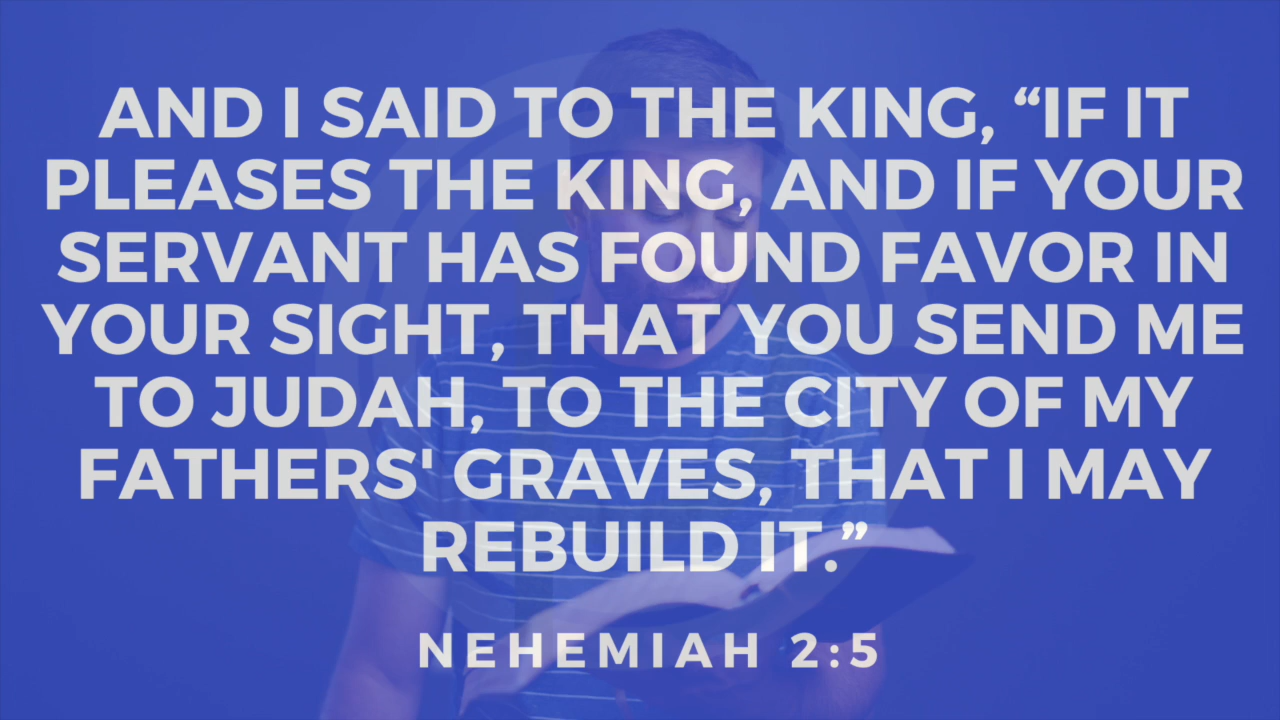 AND I SAID TO THE KING, “IF IT
PLEASES THE KING, AND IF YOUR
SERVANT HAS FOUND FAVOR IN
YOUR SIGHT, THAT YOU SEND ME
TO JUDAH, TO THE CITY OF MY
FATHERS' GRAVES, THAT I MAY
REBUILD IT.”
NEHEMIAH 2:5